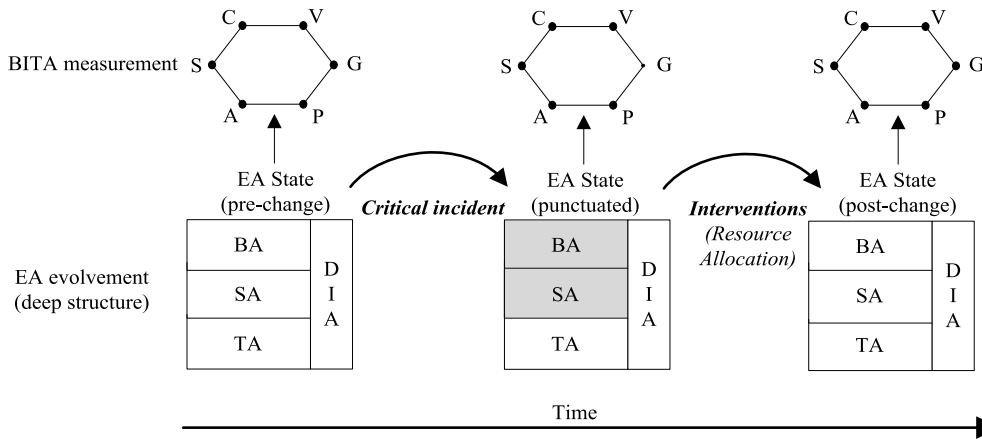 C V C V C V
BITA measurement S G S G S G
A P A P A P
EA State EA State EA State
(pre-change) Critical incident (punctuated) Interventions (post-change)
(Resource
Allocation)
BA BA BA
EA evolvement D D D
(deep structure) SA I SA I SA I
A A A
TA TA TA
Time